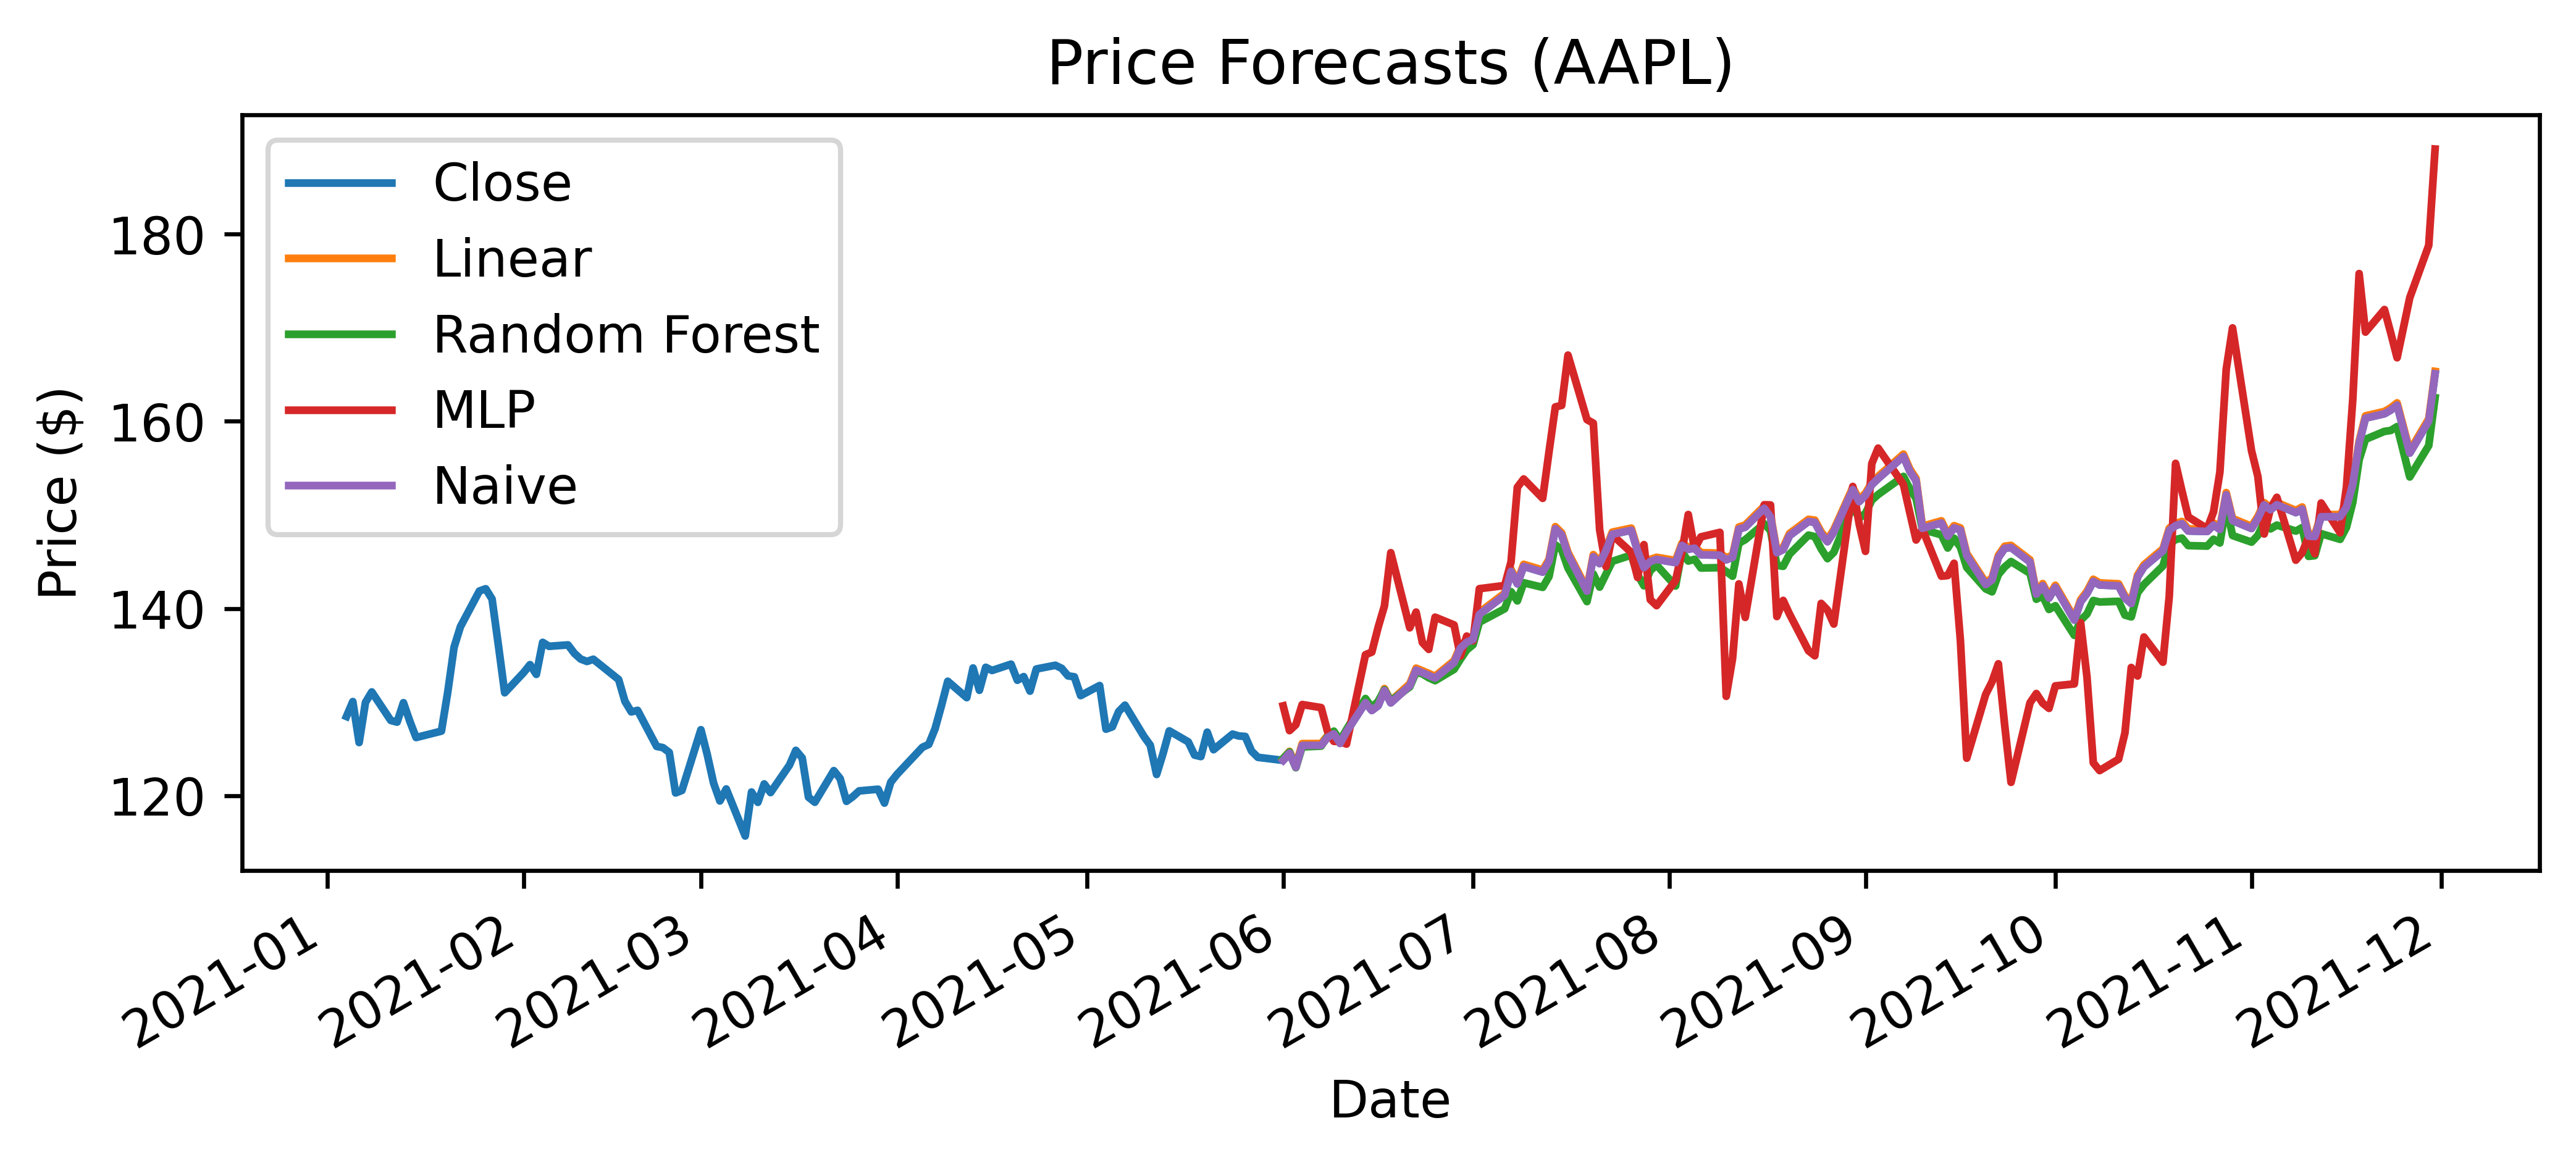 Price Forecasts (AAPL)
Close
Linear
Random Forest
MLP
Naive
Price ($)
180
160
140
120
2021-01
2021-02
2021-03
2021-04
2021-05
2021-06
2021-07
2021-08
2021-09
2021-10
2021-11
2021-12
Date